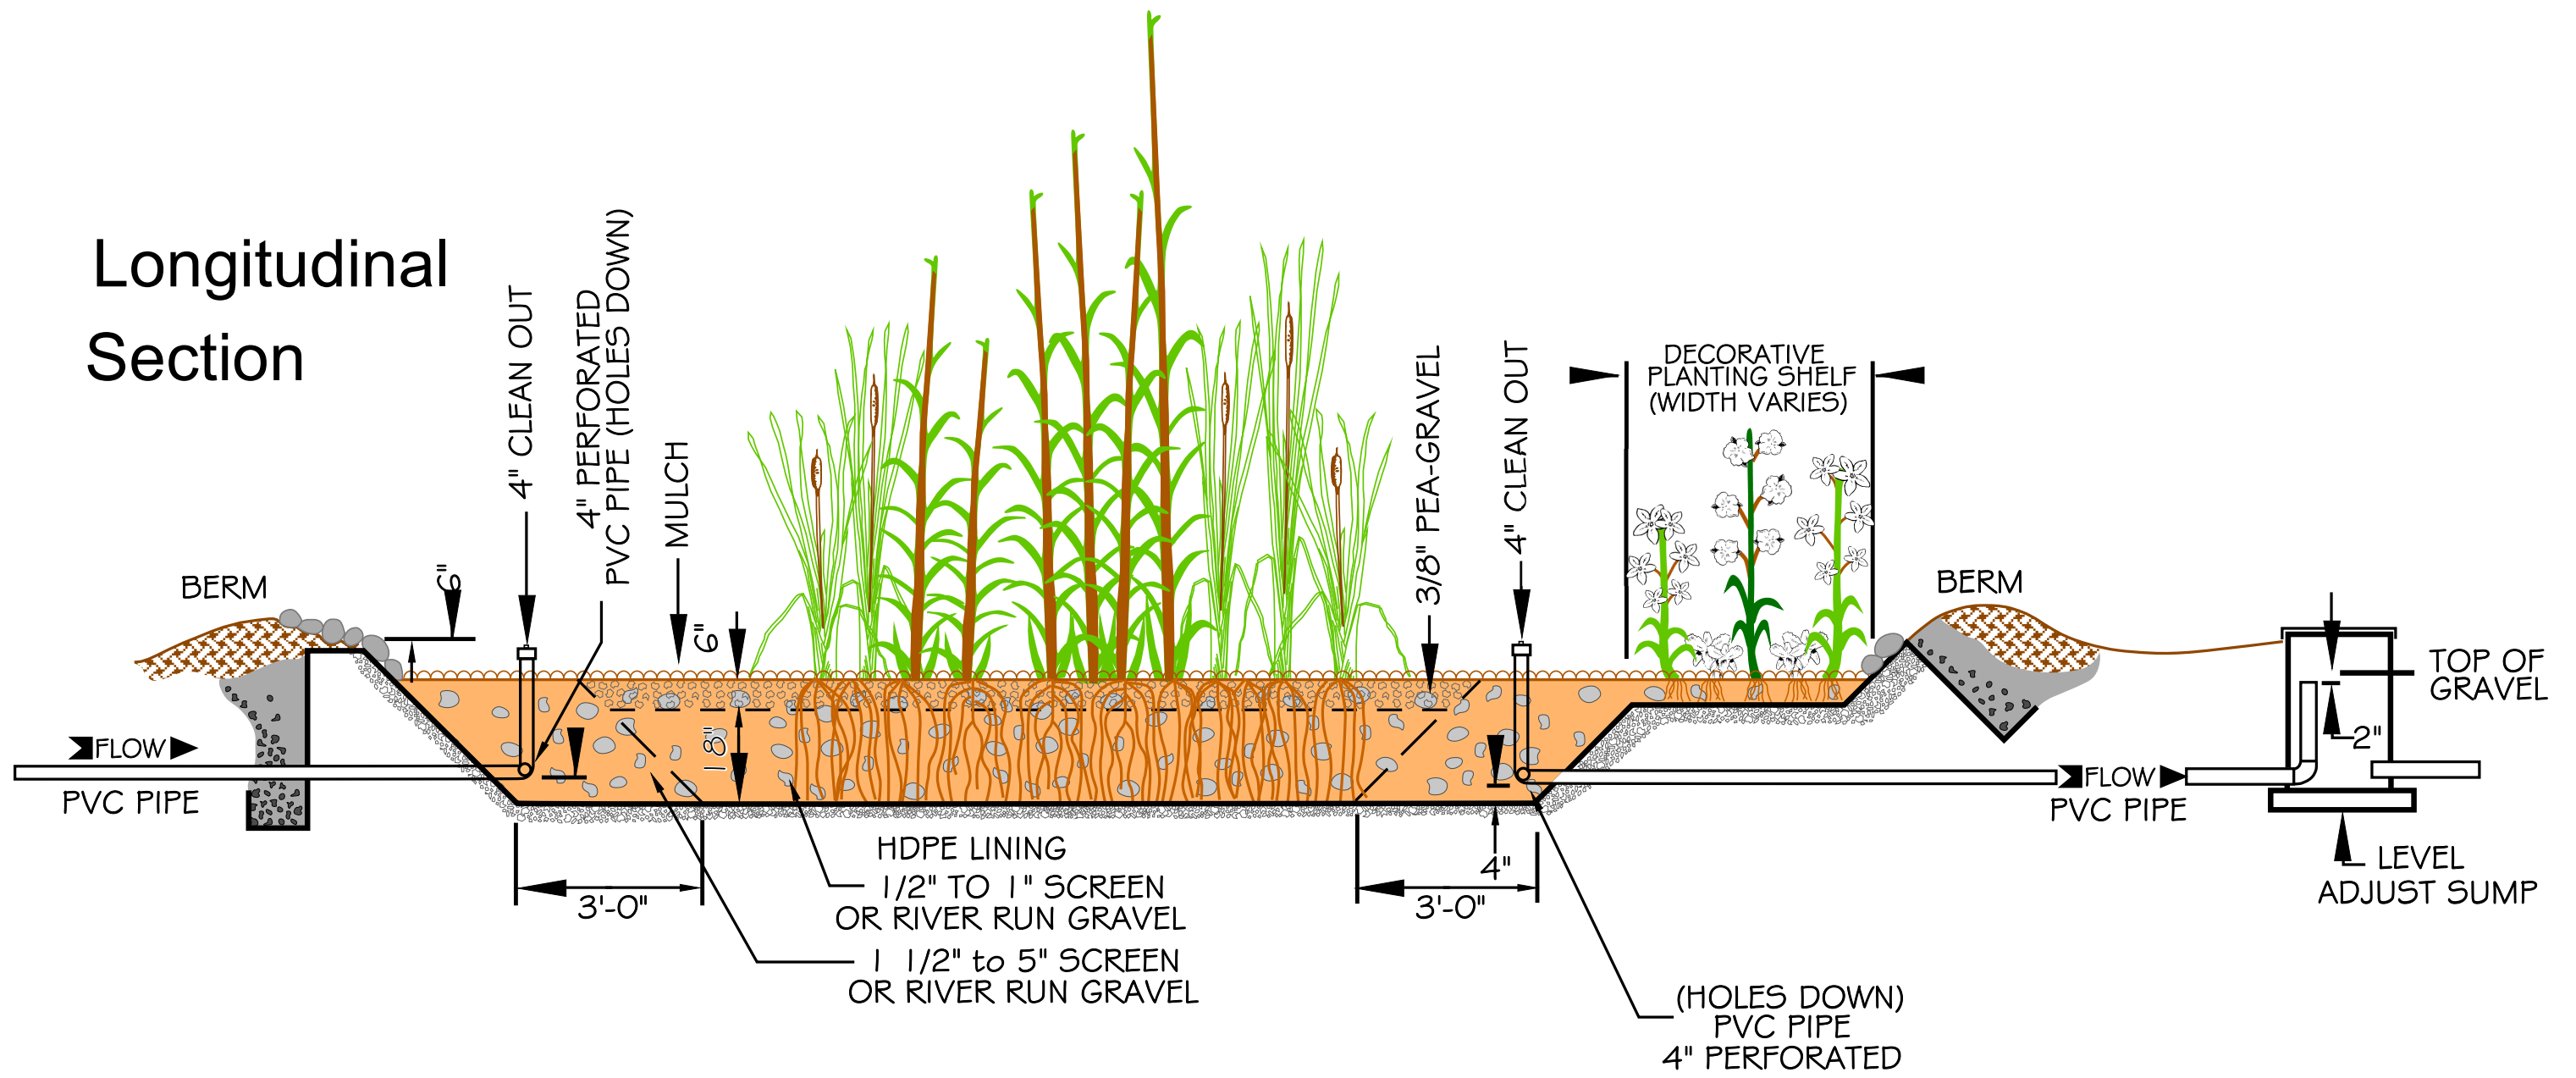 Longitudinal
Section
4" CLEAN OUT
4" PERFORATED
PVC PIPE (HOLES DOWN)
MULCH
3/8" PEA-GRAVEL
4" CLEAN OUT
DECORATIVE
PLANTING SHELF
(WIDTH VARIES)
BERM
6"
6"
BERM
TOP OF
GRAVEL
2"
18"
FLOW
PVC PIPE
FLOW
PVC PIPE
HDPE LINING
1/2" TO 1" SCREEN
OR RIVER RUN GRAVEL
1 1/2" to 5" SCREEN
OR RIVER RUN GRAVEL
3'-0"
4"
3'-0"
LEVEL
ADJUST SUMP
(HOLES DOWN)
PVC PIPE
4" PERFORATED